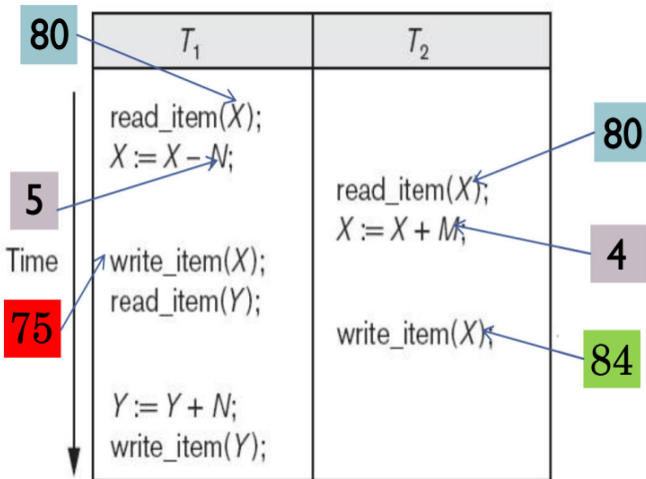 80
T₁
T₂
read_item(X);
X := X – N;
80
5
read_item(X);
X := X + M;
4
Time
write_item(X);
read_item(Y);
75
write_item(X);
84
Y := Y + N;
write_item(Y);